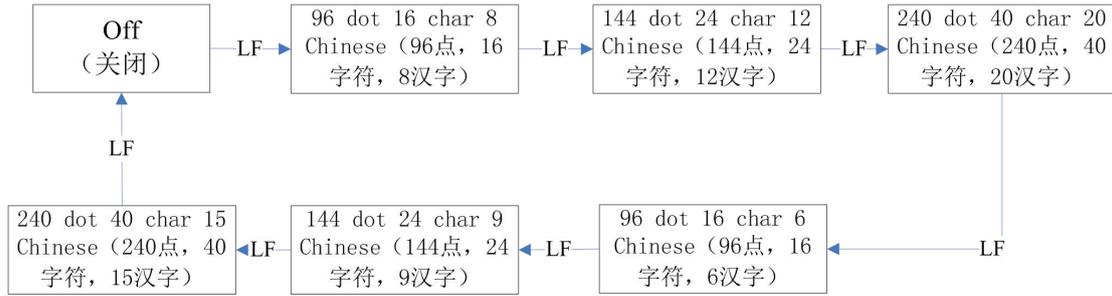 Off
（关闭）
LF
96 dot 16 char 8
Chinese（96点，16
字符，8汉字）
LF
144 dot 24 char 12
Chinese（144点，24
字符，12汉字）
LF
240 dot 40 char 20
Chinese（240点，40
字符，20汉字）
LF
96 dot 16 char 6
Chinese（96点，16
字符，6汉字）
LF
144 dot 24 char 9
Chinese（144点，24
字符，9汉字）
LF
240 dot 40 char 15
Chinese（240点，40
字符，15汉字）
LF